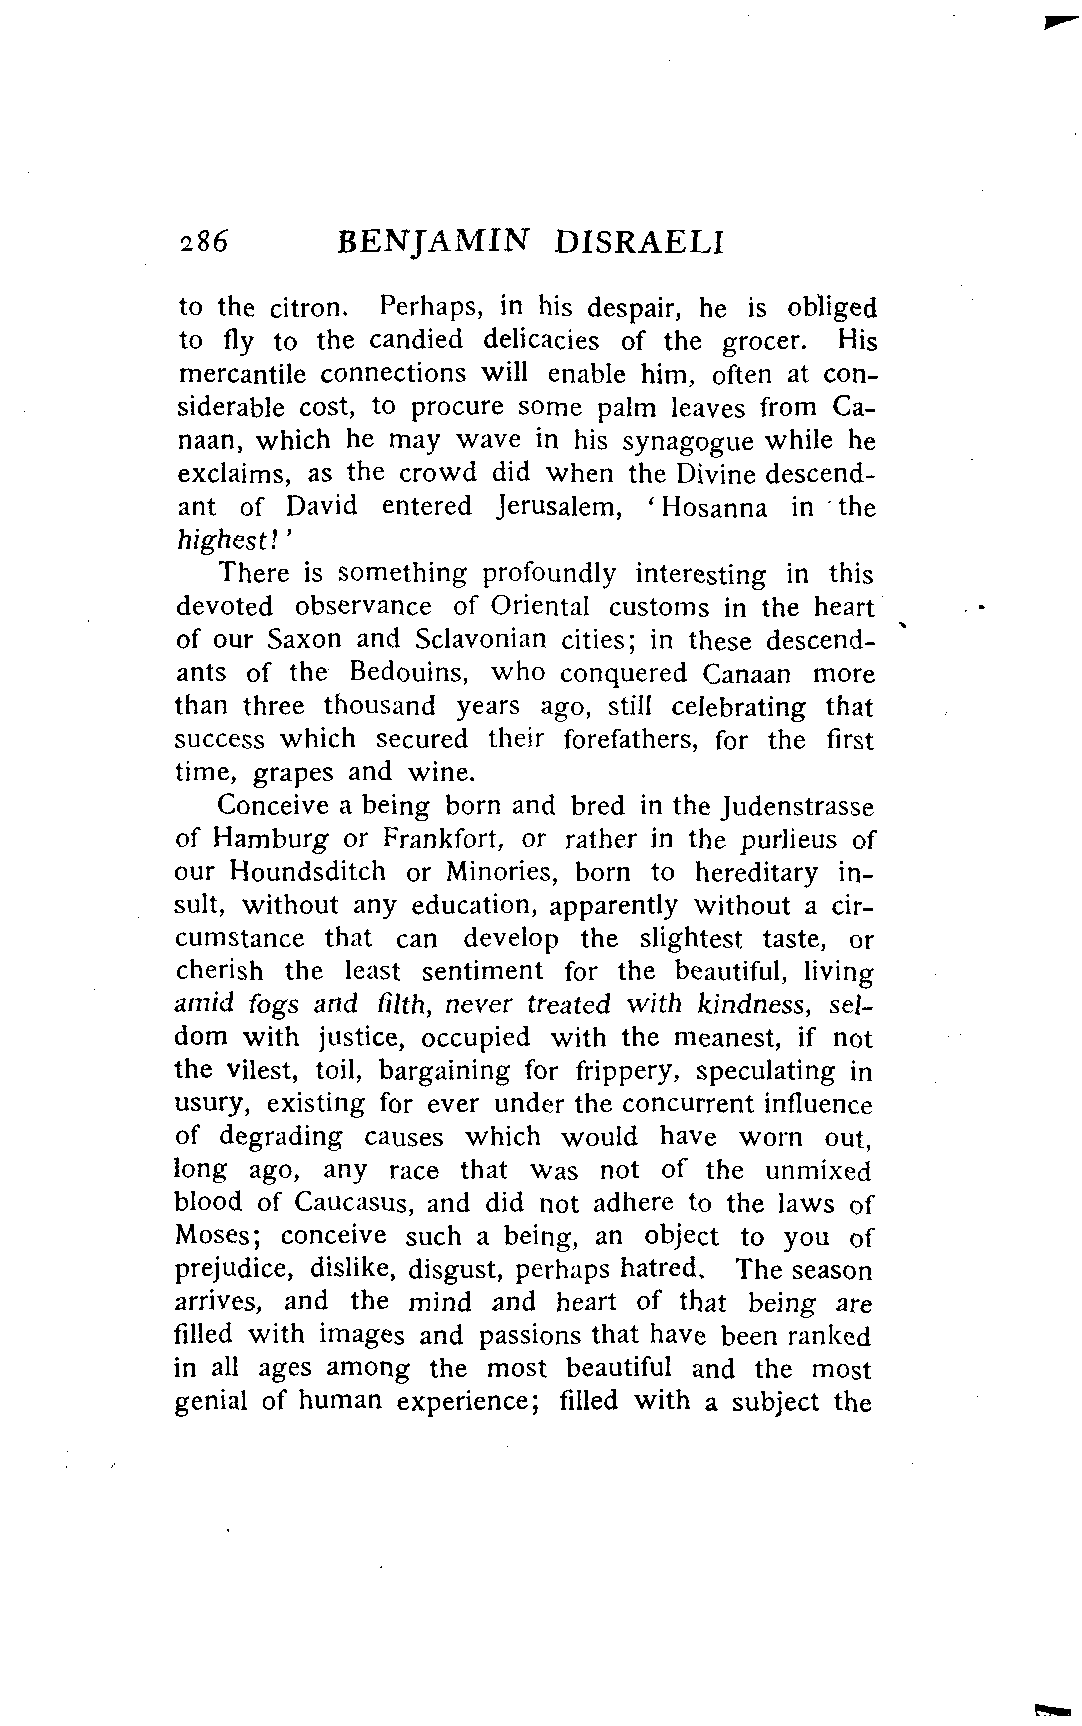 286 BENJAMIN DISRAELI
to the citron. Perhaps, in his despair, he is obliged
to fly to the candied delicacies of the grocer. His
mercantile connections will enable him, often at con-
siderable cost, to procure some palm leaves from Ca-
naan, which he may wave in his synagogue while he
exclaims, as the crowd did when the Divine descend-
ant of David entered Jerusalem, ‘Hosanna in the
highest!’
There is something profoundly interesting in this
devoted observance of Oriental customs in the heart
of our Saxon and Sclavonian cities; in these descend-
ants of the Bedouins, who conquered Canaan more
than three thousand years ago, still celebrating that
success which secured their forefathers, for the first
time, grapes and wine.
Conceive a being born and bred in the Judenstrasse
of Hamburg or Frankfort, or rather in the purlieus of
our Houndsditch or Minories, born to hereditary in-
sult, without any education, apparently without a cir-
cumstance that can develop the slightest taste, or
cherish the least sentiment for the beautiful, living
amid fogs and filth, never treated with kindness, sel-
dom with justice, occupied with the meanest, if not
the vilest, toil, bargaining for frippery, speculating in
usury, existing for ever under the concurrent influence
of degrading causes which would have worn out,
long ago, any race that was not of the unmixed
blood of Caucasus, and did not adhere to the laws of
Moses; conceive such a being, an object to you of
prejudice, dislike, disgust, perhaps hatred. The season
arrives, and the mind and heart of that being are
filled with images and passions that have been ranked
in all ages among the most beautiful and the most
genial of human experience; filled with a subject the